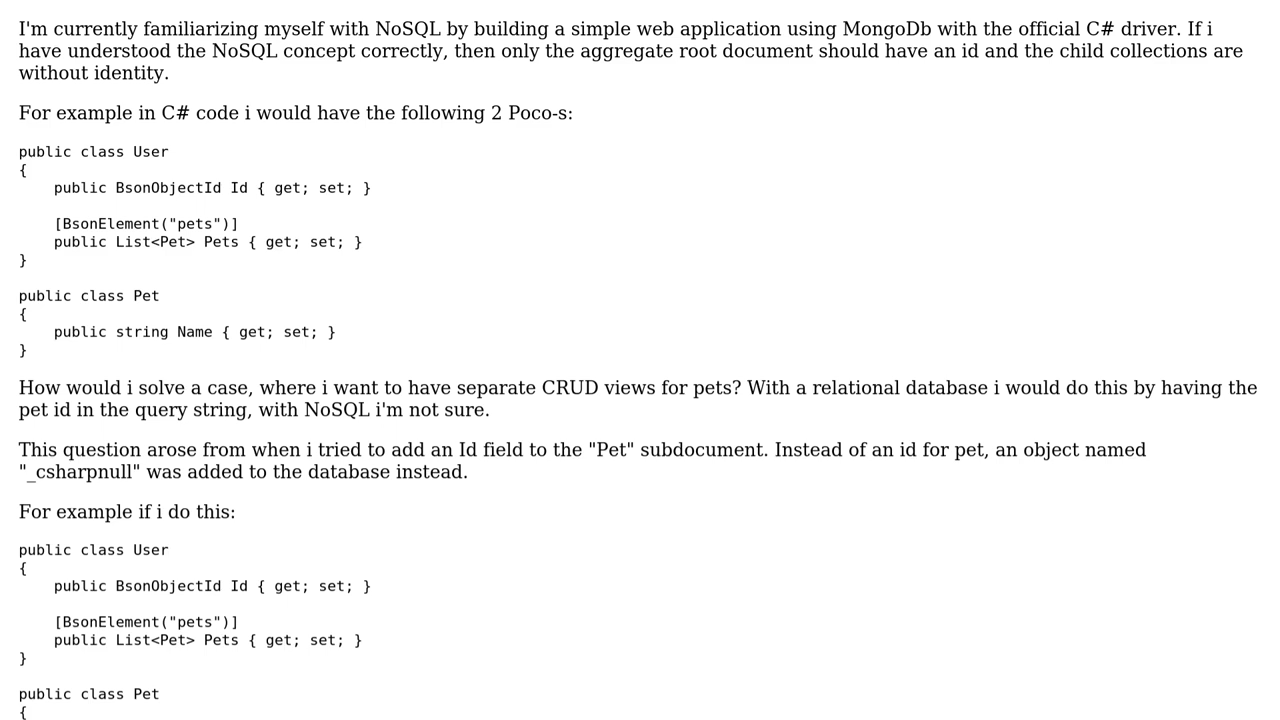 I'm currently familiarizing myself with NoSQL by building a simple web application using MongoDb with the official C# driver. If i
have understood the NoSQL concept correctly, then only the aggregate root document should have an id and the child collections are
without identity.
For example in C# code i would have the following 2 Poco-s:
public class User
{
    public BsonObjectId Id { get; set; }
    [BsonElement("pets")]
    public List<Pet> Pets { get; set; }
}
public class Pet
{
    public string Name { get; set; }
}
How would i solve a case, where i want to have separate CRUD views for pets? With a relational database i would do this by having the
pet id in the query string, with NoSQL i'm not sure.
This question arose from when i tried to add an Id field to the "Pet" subdocument. Instead of an id for pet, an object named
"_csharpnull" was added to the database instead.
For example if i do this:
public class User
{
    public BsonObjectId Id { get; set; }
    [BsonElement("pets")]
    public List<Pet> Pets { get; set; }
}
public class Pet
{